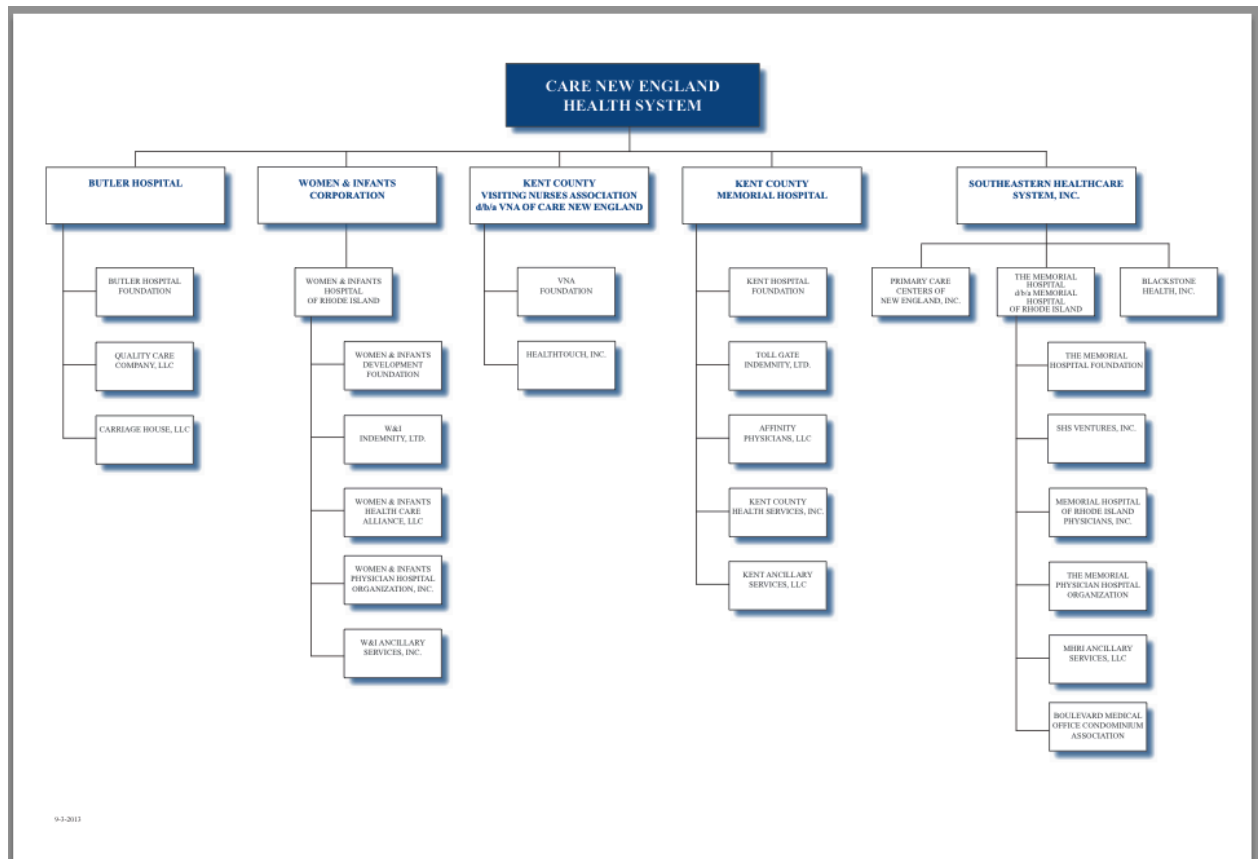 CARE NEW ENGLAND
HEALTH SYSTEM
BUTLER HOSPITAL
WOMEN & INFANTS
CORPORATION
KENT COUNTY
VISITING NURSES ASSOCIATION
d/b/a VNA OF CARE NEW ENGLAND
KENT COUNTY
MEMORIAL HOSPITAL
SOUTHEASTERN HEALTHCARE
SYSTEM, INC.
BUTLER HOSPITAL
FOUNDATION
QUALITY CARE
COMPANY, LLC
CARRIAGE HOUSE, LLC
WOMEN & INFANTS
HOSPITAL
OF RHODE ISLAND
WOMEN & INFANTS
DEVELOPMENT
FOUNDATION
W&I
INDEMNITY, LTD.
WOMEN & INFANTS
HEALTH CARE
ALLIANCE, LLC
WOMEN & INFANTS
PHYSICIAN HOSPITAL
ORGANIZATION, INC.
W&I ANCILLARY
SERVICES, INC.
VNA
FOUNDATION
HEALTHTOUCH, INC.
KENT HOSPITAL
FOUNDATION
TOLL GATE
INDEMNITY, LTD.
AFFINITY
PHYSICIANS, LLC
KENT COUNTY
HEALTH SERVICES, INC.
KENT ANCILLARY
SERVICES, LLC
PRIMARY CARE
CENTERS OF
NEW ENGLAND, INC.
THE MEMORIAL
HOSPITAL
d/b/a MEMORIAL
HOSPITAL
OF RHODE ISLAND
BLACKSTONE
HEALTH, INC.
THE MEMORIAL
HOSPITAL FOUNDATION
SHS VENTURES, INC.
MEMORIAL HOSPITAL
OF RHODE ISLAND
PHYSICIANS, INC.
THE MEMORIAL
PHYSICIAN HOSPITAL
ORGANIZATION
MHRI ANCILLARY
SERVICES, LLC
BOULEVARD MEDICAL
OFFICE CONDOMINIUM
ASSOCIATION
9-3-2013